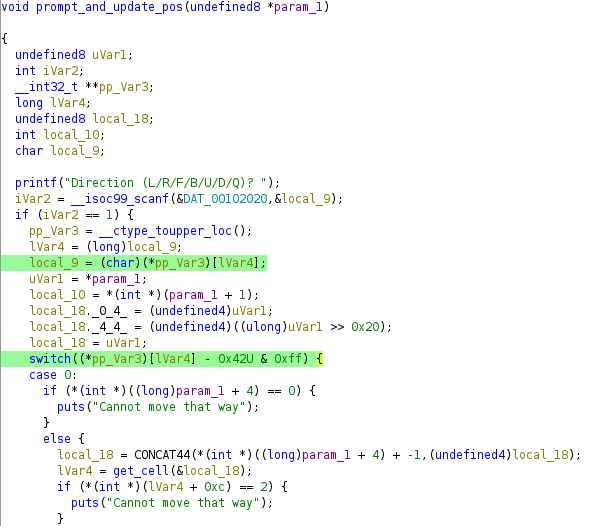 void prompt_and_update_pos(undefined8 *param_1)
{
undefined8 uVar1;
int iVar2;
__int32_t **pp_Var3;
long lVar4;
undefined8 local_18;
int local_10;
char local_9;
printf("Direction (L/R/F/B/U/D/Q)? ");
iVar2 = __isoc99_scanf(&DAT_00102020,&local_9);
if (iVar2 == 1) {
pp_Var3 = __ctype_toupper_loc();
lVar4 = (long)local_9;
local_9 = (char)(*pp_Var3)[lVar4];
uVar1 = *param_1;
local_10 = *(int *)(param_1 + 1);
local_18._0_4_ = (undefined4)uVar1;
local_18._4_4_ = (undefined4)((ulong)uVar1 >> 0x20);
local_18 = uVar1;
switch((*pp_Var3)[lVar4] - 0x42U & 0xff) {
case 0:
if (*(int *)((long)param_1 + 4) == 0) {
puts("Cannot move that way");
}
else {
local_18 = CONCAT44(*(int *)((long)param_1 + 4) + -1,(undefined4)local_18);
lVar4 = get_cell(&local_18);
if (*(int *)(lVar4 + 0xc) == 2) {
puts("Cannot move that way");
}